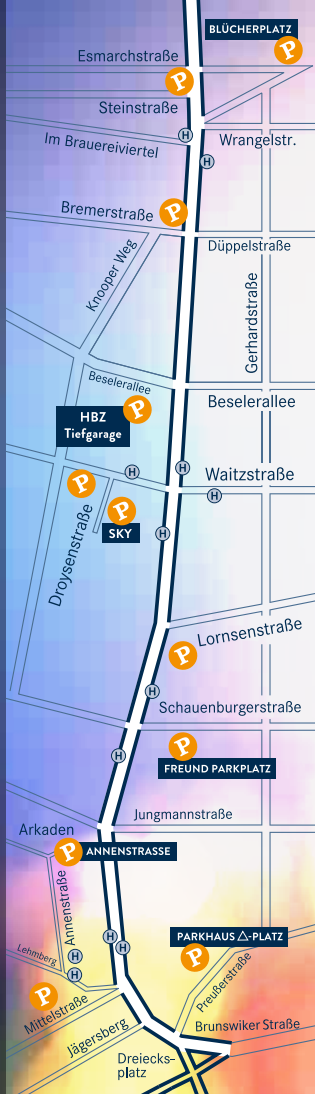 BLÜCHERPLATZ
P
Esmarchstraße
P
Steinstraße
H
Im Brauereiviertel
Wrangelstr.
H
Bremerstraße
P
Düppelstraße
Knooper Weg
Gerhardstraße
Beselerallee
Beselerallee
P
HBZ
Tiefgarage
H
H
Waitzstraße
P
H
P
SKY
Droysenstraße
H
Lornsenstraße
P
H
Schauenburgerstraße
P
H
FREUND PARKPLATZ
Jungmannstraße
Arkaden
P
ANNENSTRASSE
Annenstraße
H
H
PARKHAUS △-PLATZ
P
Lehmberg
H
H
Preußerstraße
P
Mittelstraße
Jägersberg
Brunswiker Straße
Dreiecks-
platz